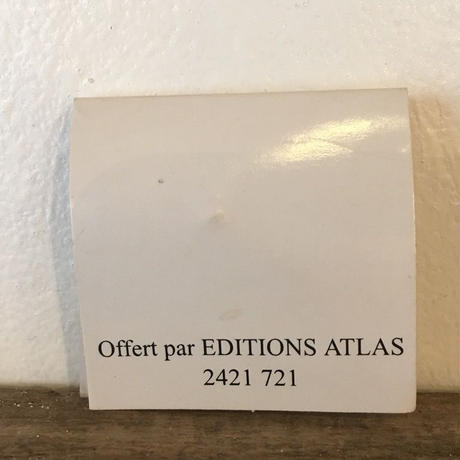 Offert par EDITIONS ATLAS
2421 721